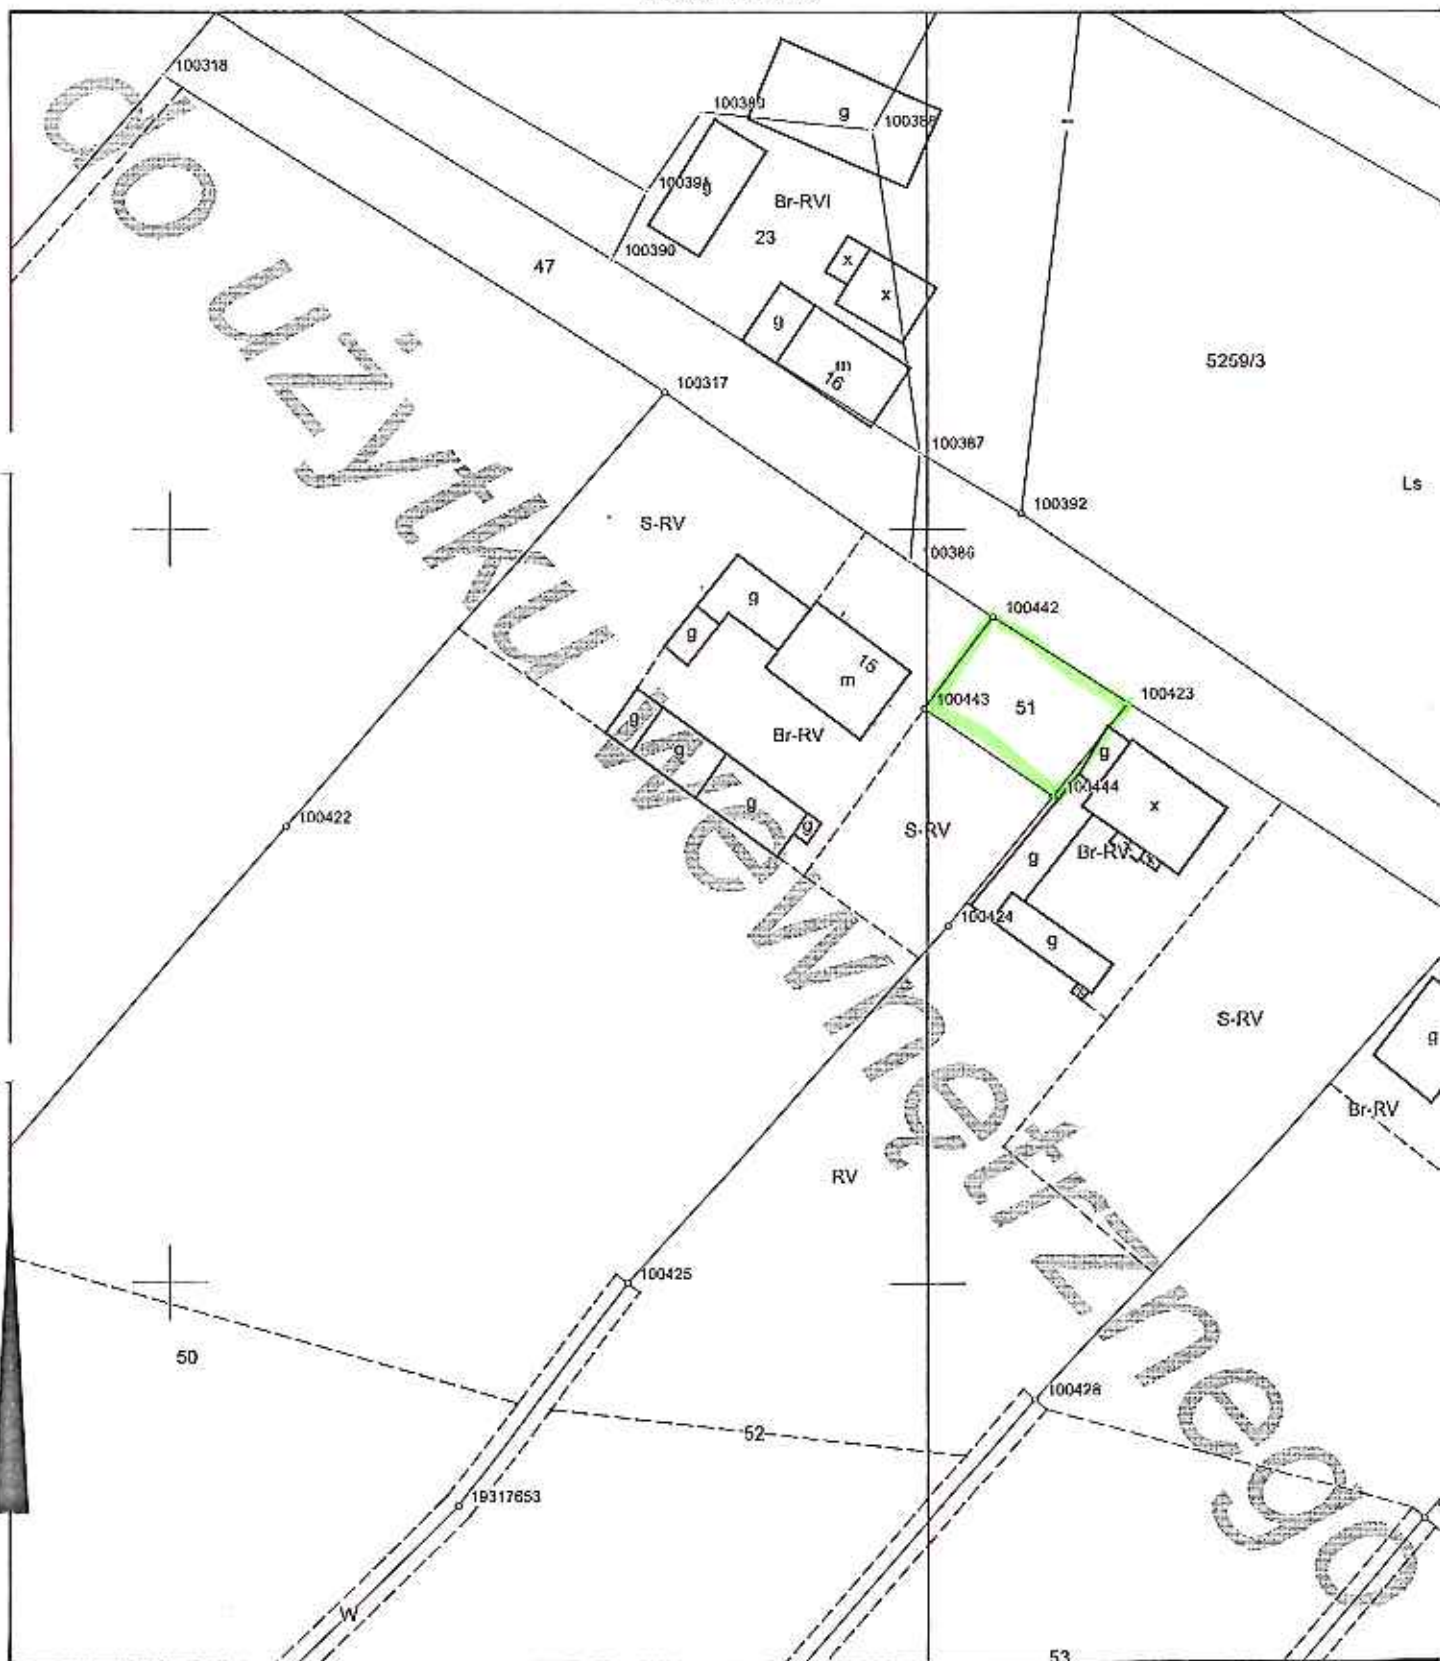 100318
100389
g
100388
100391
g
Br-RVI
23
100390
47
x
x
g
m
16
5259/3
100317
100387
Ls
100392
S-RV
100386
g
100442
g
15
m
100443
51
100423
g
Br-RV
g
g
g
g
g
100444
x
100422
S-RV
g
Br-RV
100424
g
S-RV
g
Br-RV
RV
100425
50
100428
52
19317653
W
53
do użytku wewnętrznego